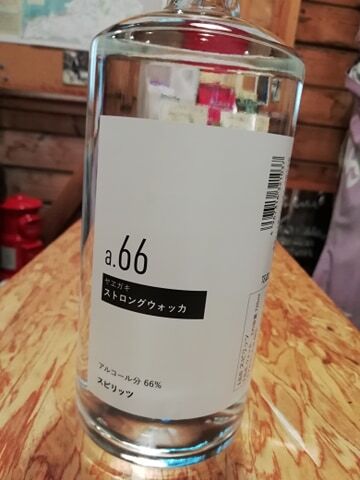 a.66
ヤヱガキ
ストロングウォッカ
アルコール分 66%
スピリッツ